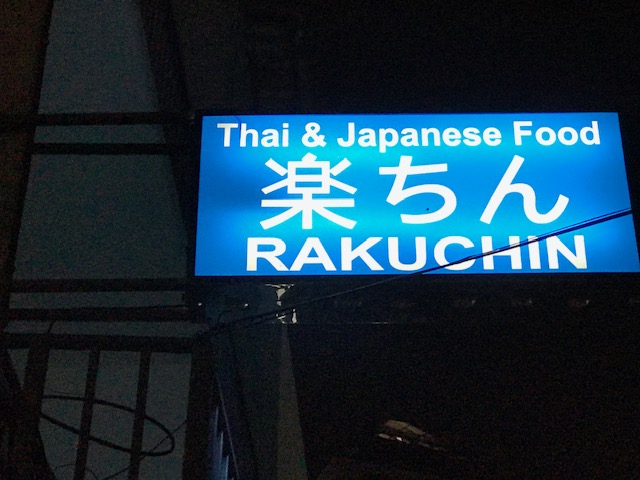 Thai & Japanese Food
楽ちん
RAKUCHIN